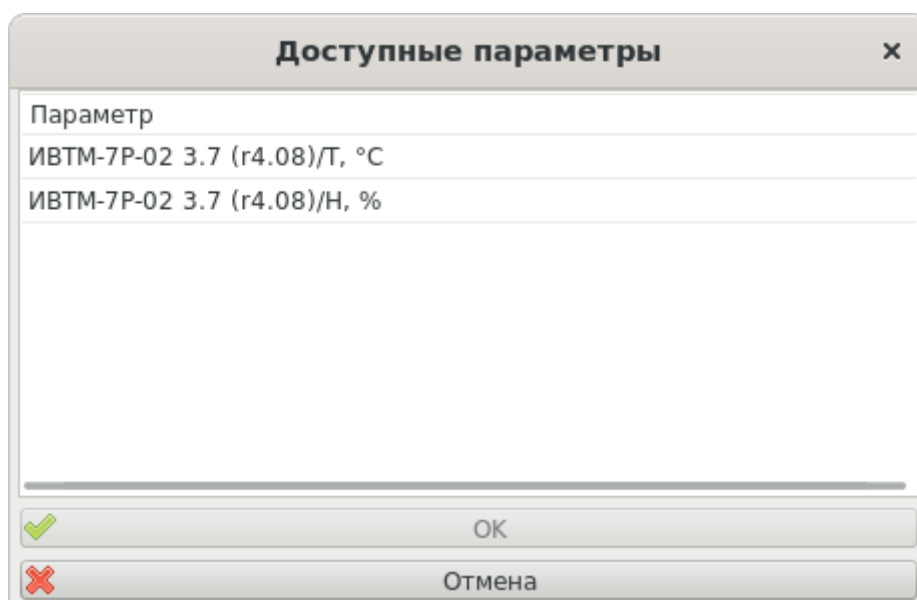 Доступные параметры
Параметр
ИВТМ-7Р-02 3.7 (r4.08)/T, °C
ИВТМ-7Р-02 3.7 (r4.08)/H, %
OK
Отмена